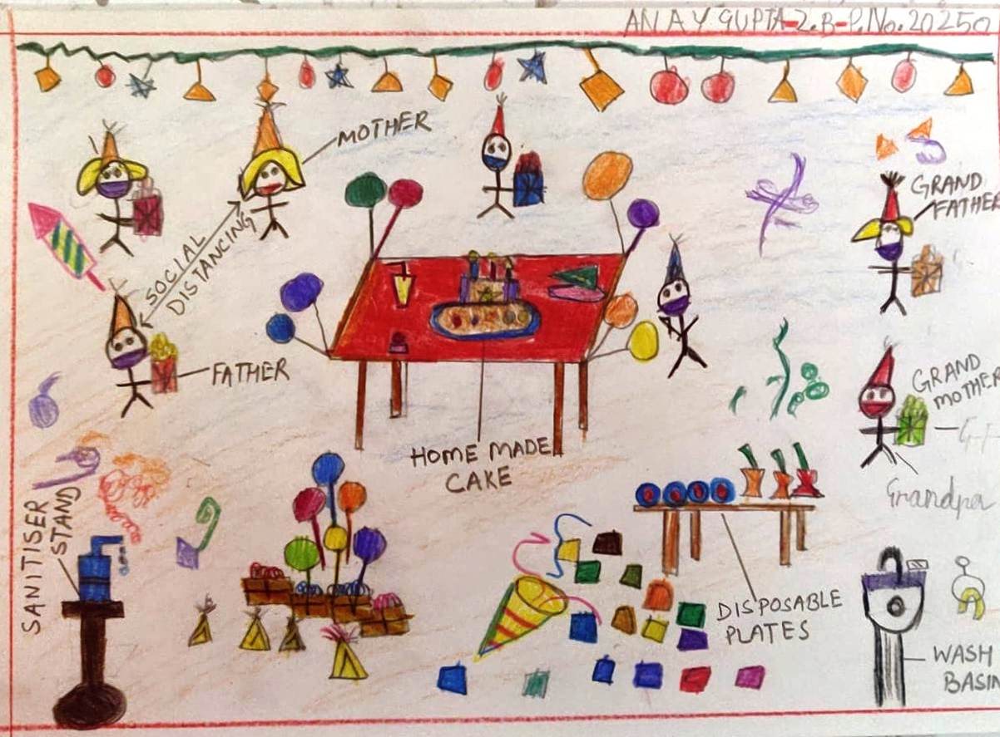 ANAY GUPTA-2.B-P.No.20250
MOTHER
GRAND
FATHER
SOCIAL
DISTANCING
FATHER
GRAND
MOTHER
G-F
HOME MADE
CAKE
Grandpa
SANITISER
STAND
DISPOSABLE
PLATES
WASH
BASIN